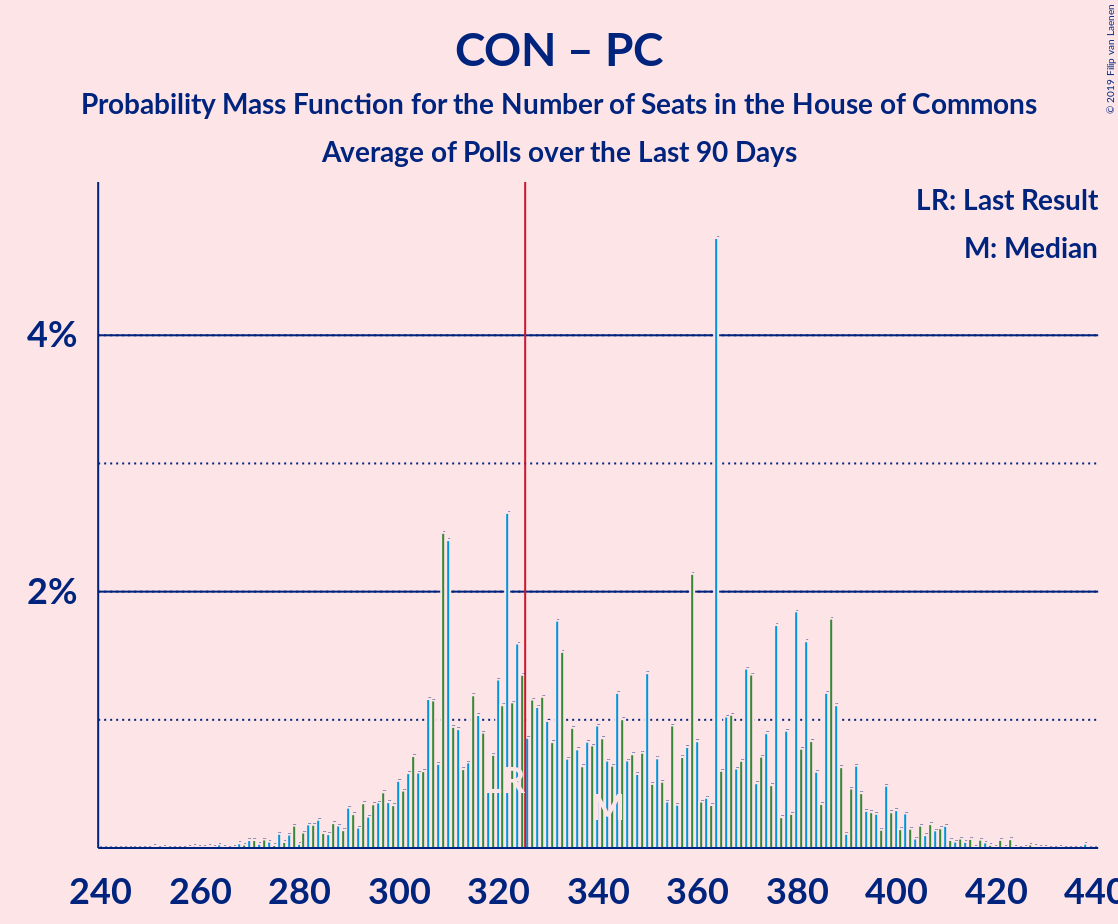 CON – PC
Probability Mass Function for the Number of Seats in the House of Commons
Average of Polls over the Last 90 Days
© 2019 Filip van Laenen
LR: Last Result
M: Median
4%
2%
LR
M
240 260 280 300 320 340 360 380 400 420 440